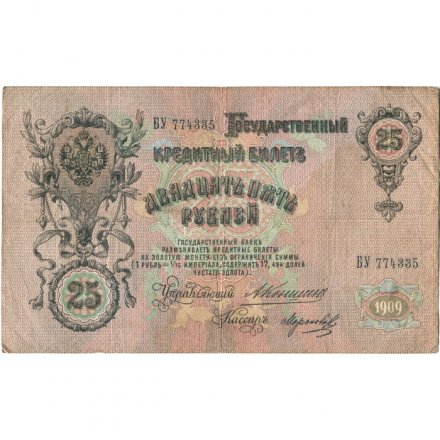 25
БУ 774335
Государственный
Кредитный билетъ
Двадцать пять
рублей
Государственный банкъ
размѣниваетъ кредитные билеты
на золотую монету безъ ограниченія суммы
(1 рубль = 1/15 имперіала, содержитъ 17,424 долей
чистаго золота).
БУ 774335
25
Управляющій А Коншинъ
Кассиръ
1909